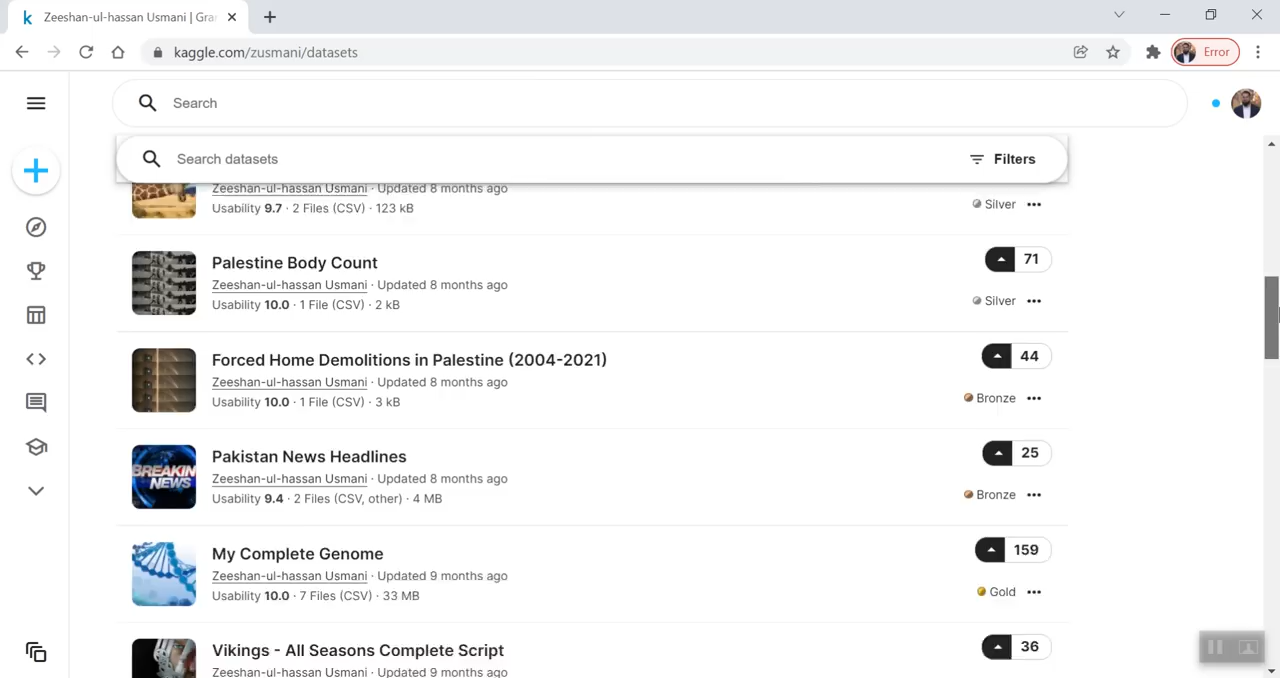 Zeeshan-ul-hassan Usmani | Gra
kaggle.com/zusmani/datasets
Error
Search
Search datasets
Filters
Zeeshan-ul-hassan Usmani · Updated 8 months ago
Usability 9.7 · 2 Files (CSV) · 123 kB
Silver
Palestine Body Count
71
Zeeshan-ul-hassan Usmani · Updated 8 months ago
Usability 10.0 · 1 File (CSV) · 2 kB
Silver
Forced Home Demolitions in Palestine (2004-2021)
44
Zeeshan-ul-hassan Usmani · Updated 8 months ago
Usability 10.0 · 1 File (CSV) · 3 kB
Bronze
BREAKIN
NEWS
Pakistan News Headlines
25
Zeeshan-ul-hassan Usmani · Updated 8 months ago
Usability 9.4 · 2 Files (CSV, other) · 4 MB
Bronze
My Complete Genome
159
Zeeshan-ul-hassan Usmani · Updated 9 months ago
Usability 10.0 · 7 Files (CSV) · 33 MB
Gold
Vikings - All Seasons Complete Script
36
Zeeshan-ul-hassan Usmani · Updated 9 months ago